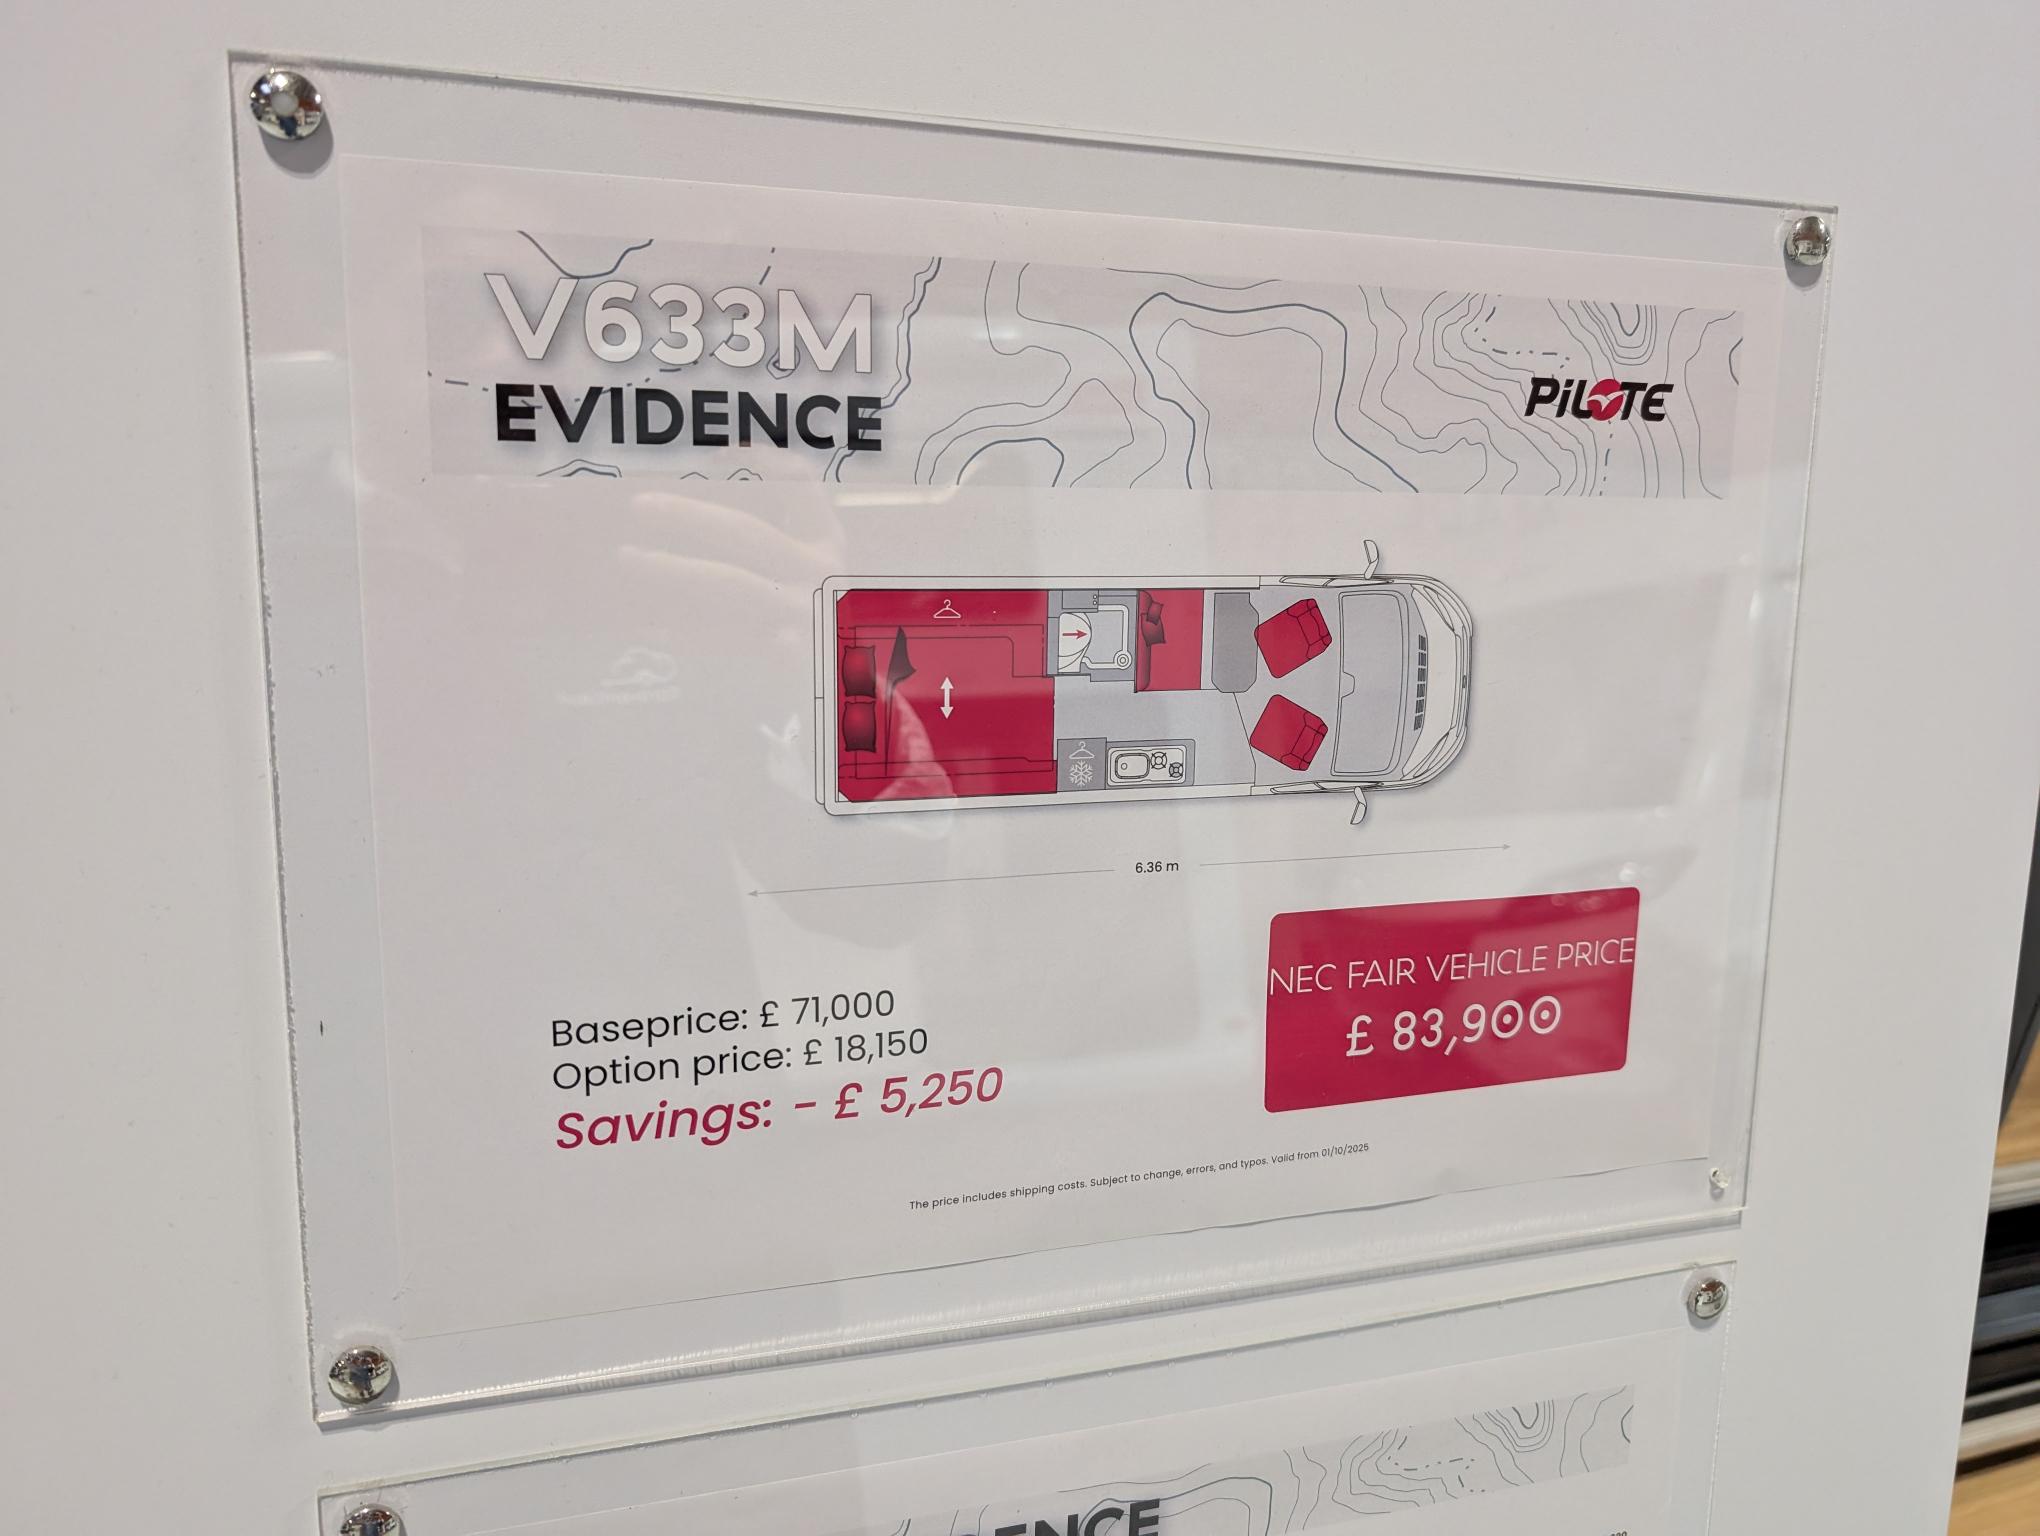 V633M
EVIDENCE
PiLOTE
6.36 m
NEC FAIR VEHICLE PRICE
£ 83,900
Baseprice: £ 71,000
Option price: £ 18,150
Savings: - £ 5,250
The price includes shipping costs. Subject to change, errors, and typos. Valid from 01/10/2025